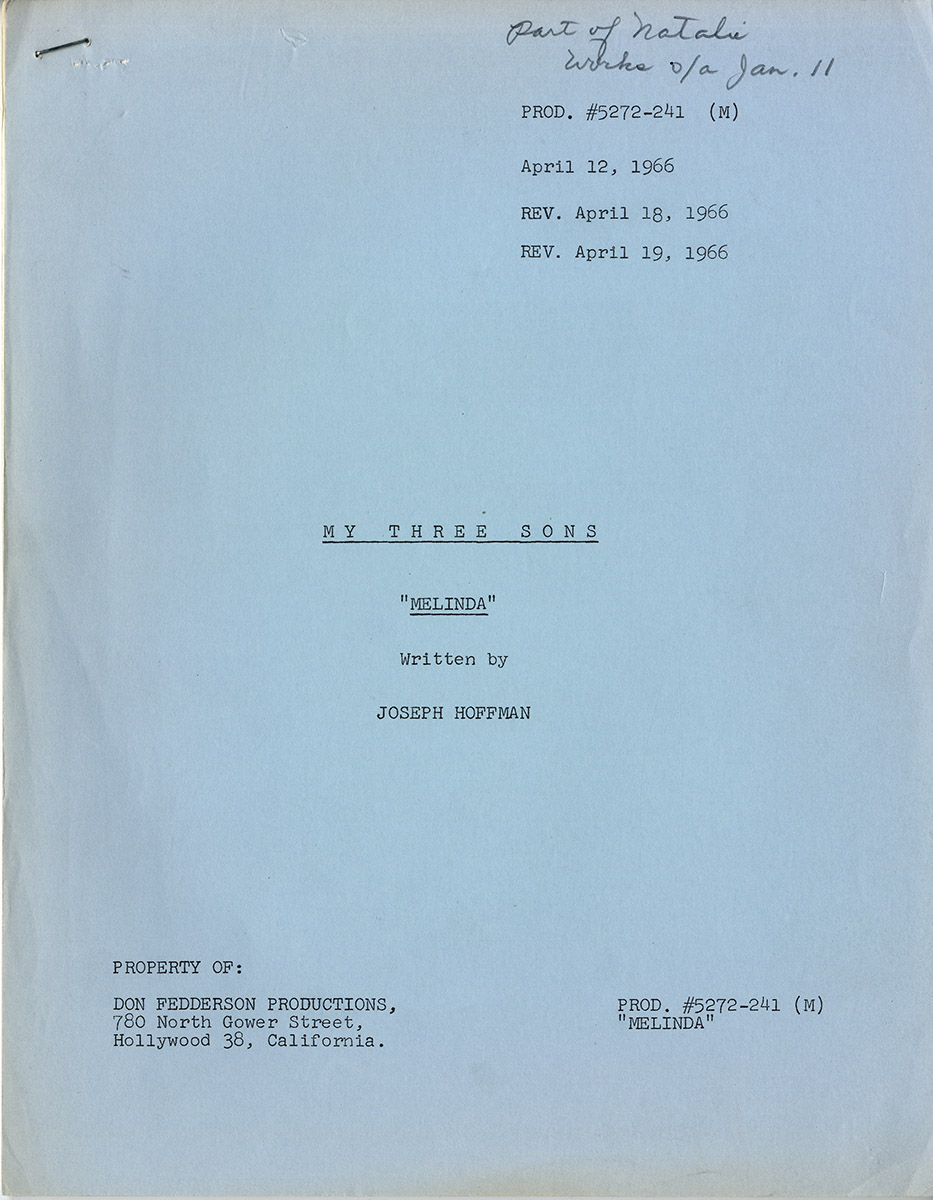 part of Natalie
Works o/a Jan. 11
PROD. #5272-241 (M)
April 12, 1966
REV. April 18, 1966
REV. April 19, 1966
MY THREE SONS
"MELINDA"
Written by
JOSEPH HOFFMAN
PROPERTY OF:
DON FEDDERSON PRODUCTIONS,
780 North Gower Street,
Hollywood 38, California.
PROD. #5272-241 (M)
"MELINDA"